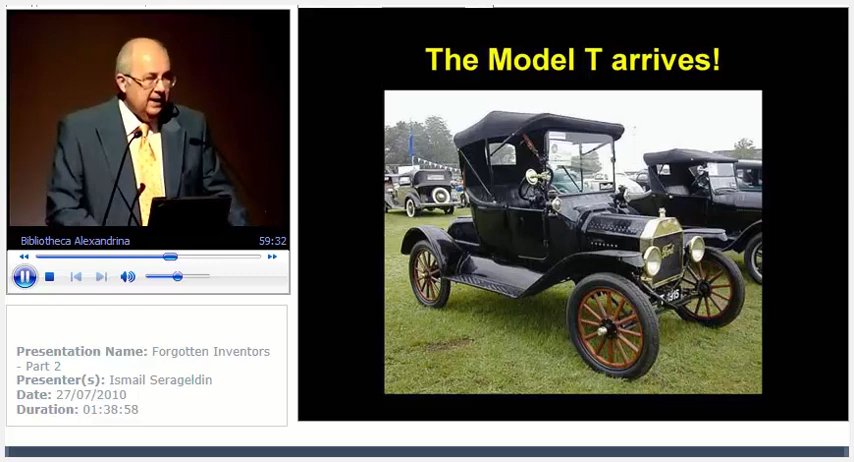 The Model T arrives!
Ford
Bibliotheca Alexandrina 59:32
Presentation Name: Forgotten Inventors
- Part 2
Presenter(s): Ismail Serageldin
Date: 27/07/2010
Duration: 01:38:58